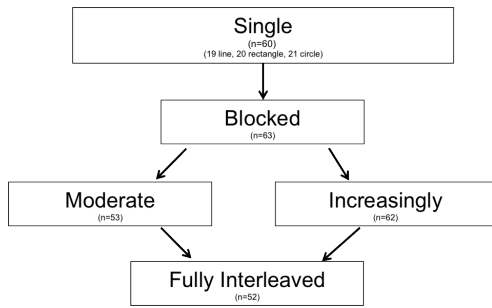 Single
(n=60)
(19 line, 20 rectangle, 21 circle)
Blocked
(n=63)
Moderate
(n=53)
Increasingly
(n=62)
Fully Interleaved
(n=52)